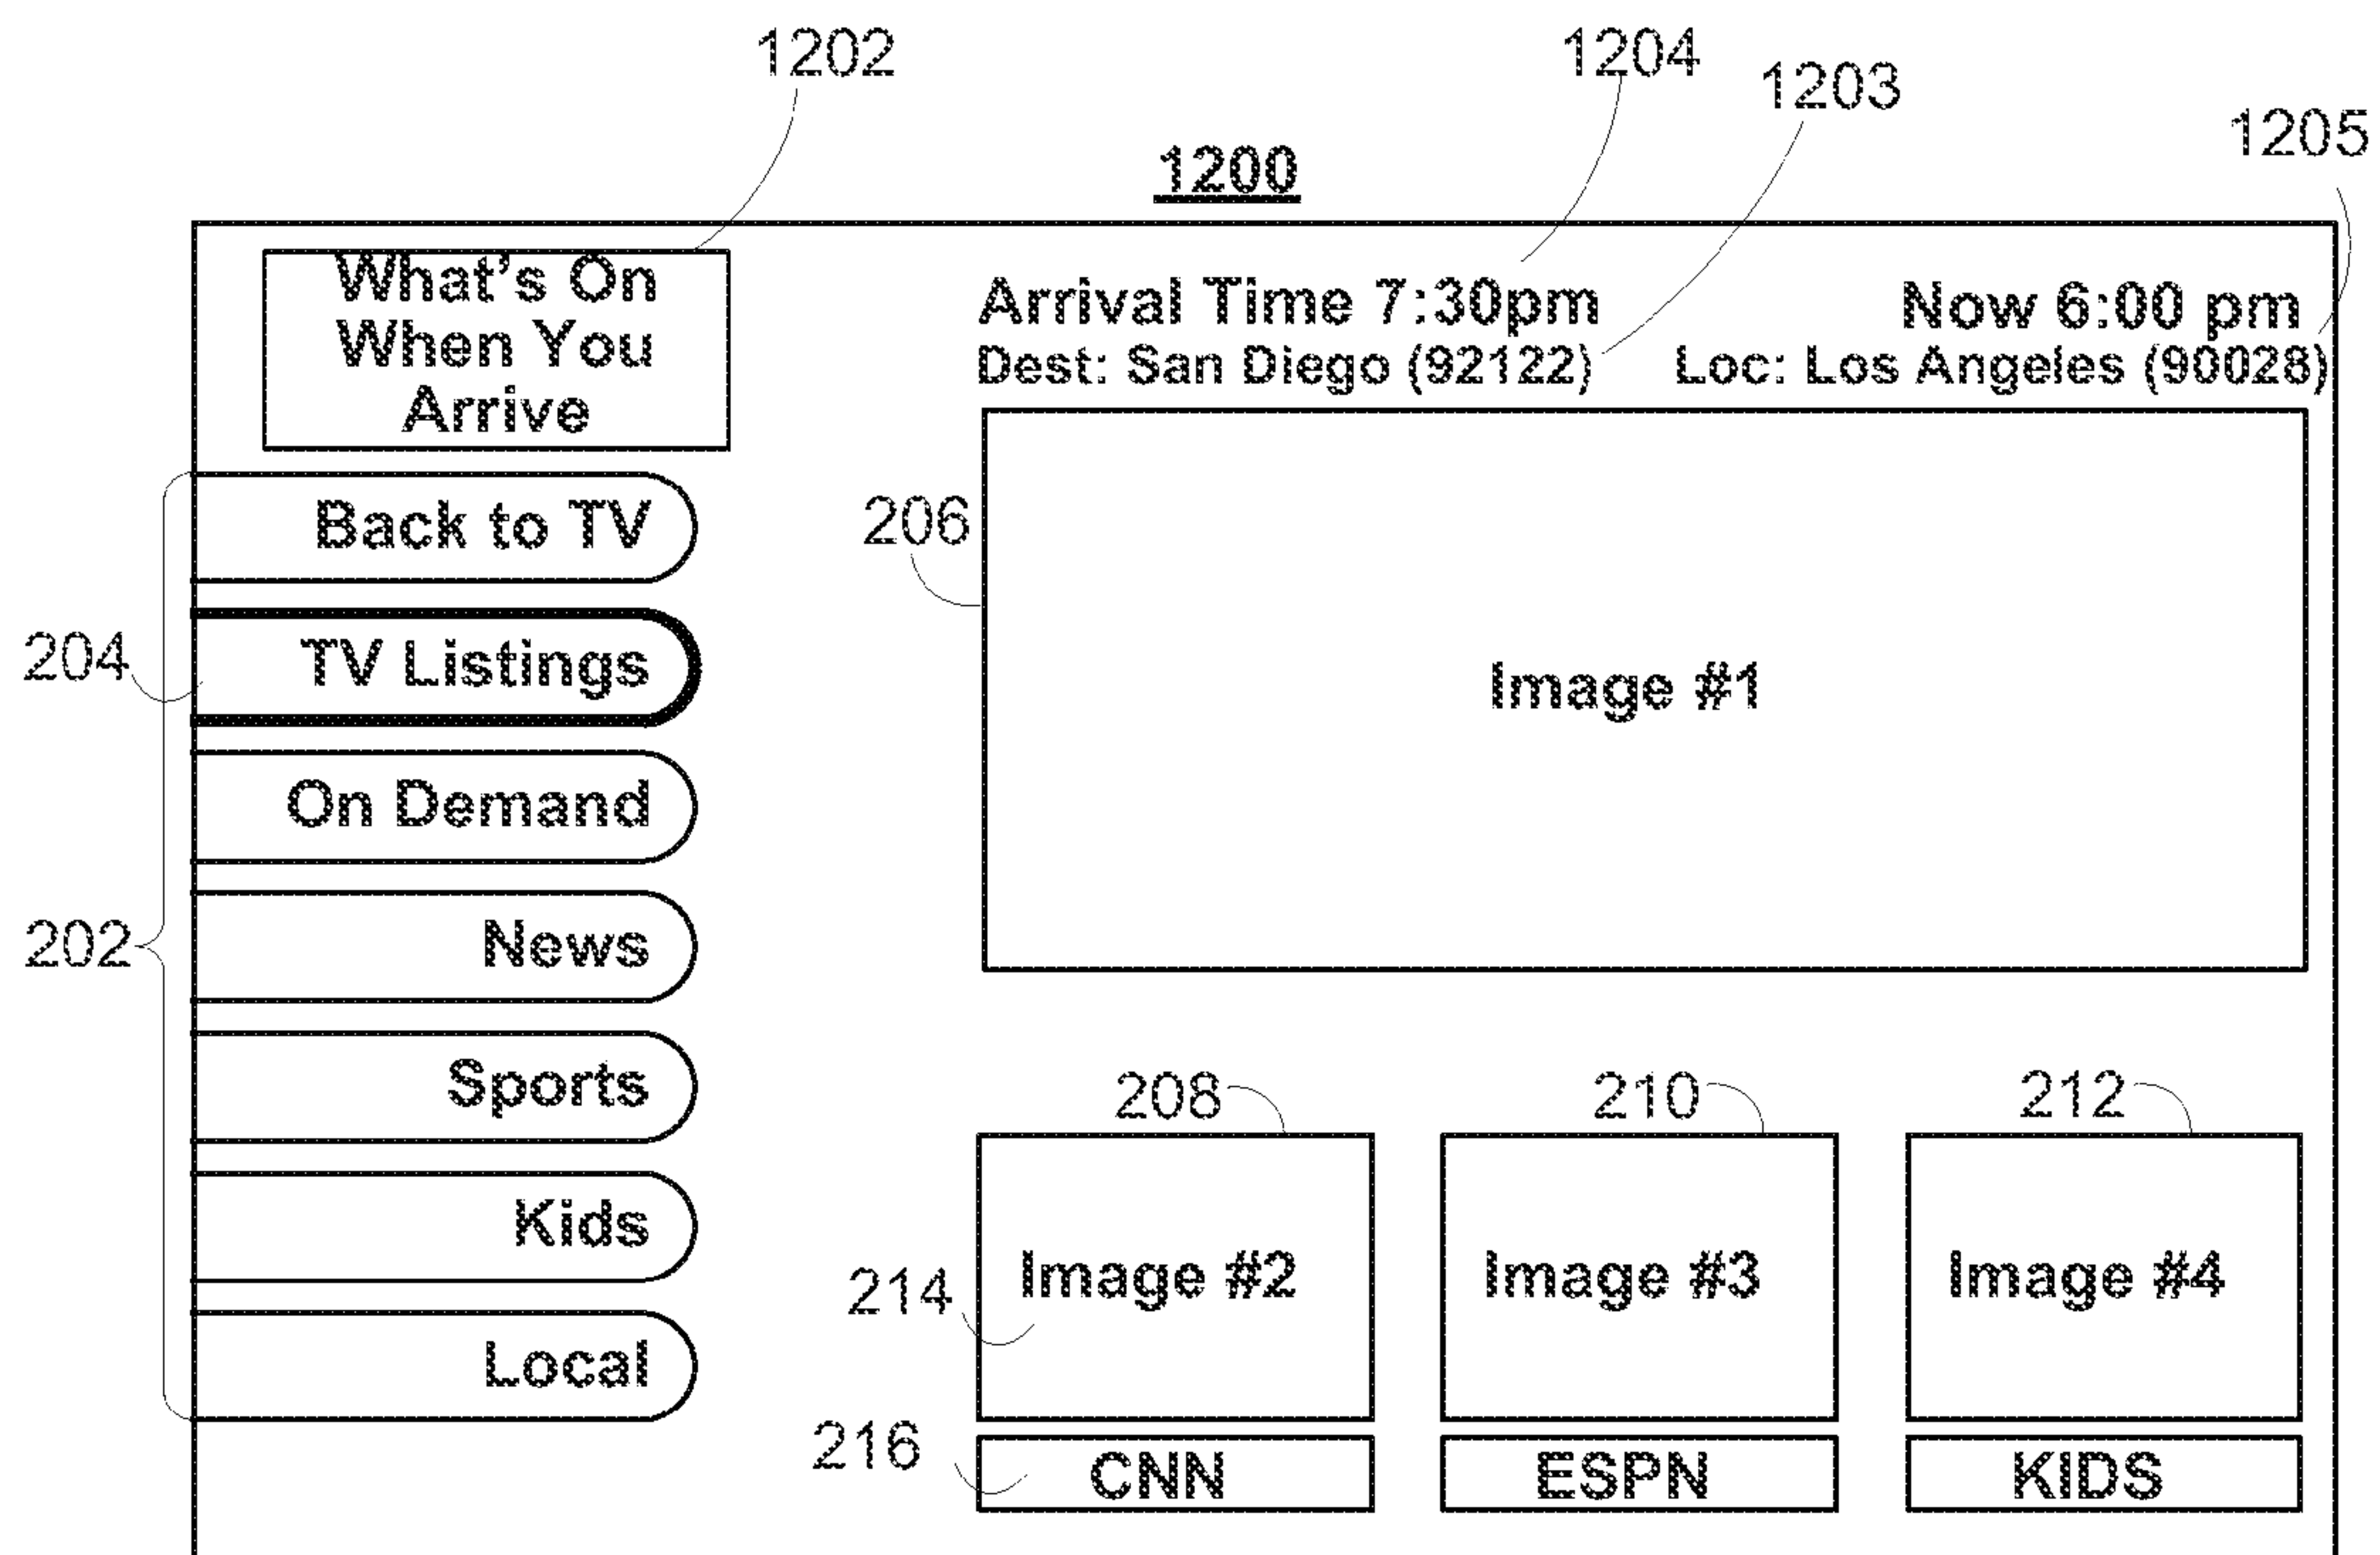 1202
1204
1203
1205
1200
What's On
When You
Arrive
Arrival Time 7:30pm
Now 6:00 pm
Dest: San Diego (92122)
Loc: Los Angeles (90028)
Back to TV
206
204
TV Listings
Image #1
On Demand
202
News
Sports
208
210
212
Kids
214
Image #2
Image #3
Image #4
Local
216
CNN
ESPN
KIDS